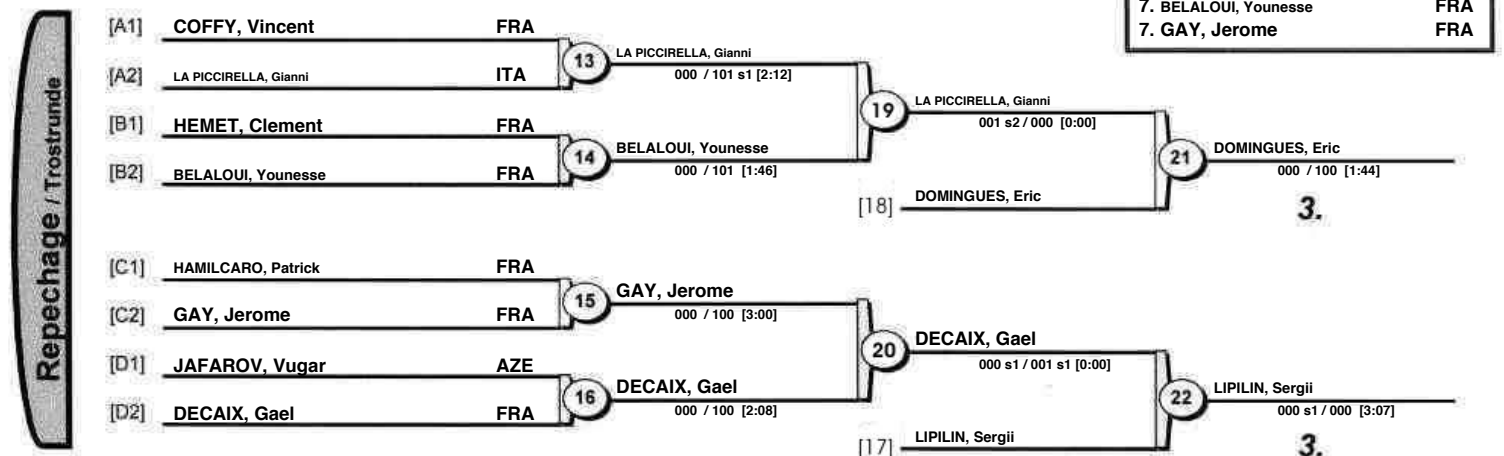 7. BELALOUI, Younesse FRA
7. GAY, Jerome FRA
Repechage / Trostrunde
[A1] COFFY, Vincent FRA
13 LA PICCIRELLA, Gianni
000 / 101 s1 [2:12]
[A2] LA PICCIRELLA, Gianni ITA
19 LA PICCIRELLA, Gianni
001 s2 / 000 [0:00]
[B1] HEMET, Clement FRA
14 BELALOUI, Younesse
000 / 101 [1:46]
[B2] BELALOUI, Younesse FRA
21 DOMINGUES, Eric
000 / 100 [1:44]
[18] DOMINGUES, Eric
3.
[C1] HAMILCARO, Patrick FRA
15 GAY, Jerome
000 / 100 [3:00]
[C2] GAY, Jerome FRA
20 DECAIX, Gael
000 s1 / 001 s1 [0:00]
[D1] JAFAROV, Vugar AZE
16 DECAIX, Gael
000 / 100 [2:08]
[D2] DECAIX, Gael FRA
22 LIPILIN, Sergii
000 s1 / 000 [3:07]
[17] LIPILIN, Sergii
3.